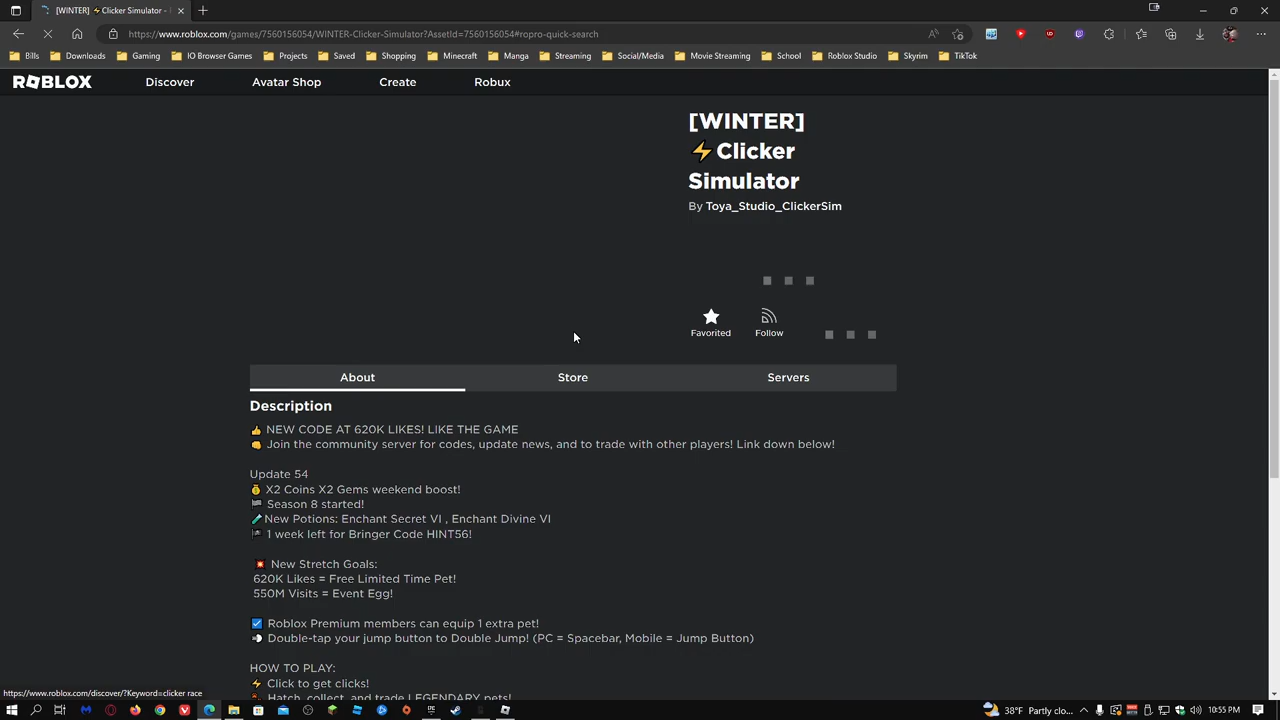 [WINTER] ⚡ Clicker Simulator -
https://www.roblox.com/games/7560156054/WINTER-Clicker-Simulator?AssetId=7560156054#ropro-quick-search
Bills Downloads Gaming IO Browser Games Projects Saved Shopping Minecraft Manga Streaming Social/Media Movie Streaming School Roblox Studio Skyrim TikTok
ROBLOX Discover Avatar Shop Create Robux
[WINTER]
⚡Clicker
Simulator
By Toya_Studio_ClickerSim
Favorited Follow
About Store Servers
Description
👍 NEW CODE AT 620K LIKES! LIKE THE GAME
👊 Join the community server for codes, update news, and to trade with other players! Link down below!
Update 54
💰 X2 Coins X2 Gems weekend boost!
🏁 Season 8 started!
🧪New Potions: Enchant Secret VI , Enchant Divine VI
🏴 1 week left for Bringer Code HINT56!
💥 New Stretch Goals:
620K Likes = Free Limited Time Pet!
550M Visits = Event Egg!
☑️ Roblox Premium members can equip 1 extra pet!
💨 Double-tap your jump button to Double Jump! (PC = Spacebar, Mobile = Jump Button)
HOW TO PLAY:
⚡ Click to get clicks!
Hatch, collect, and trade LEGENDARY pets!
https://www.roblox.com/discover/?Keyword=clicker race
38°F Partly clo... 10:55 PM